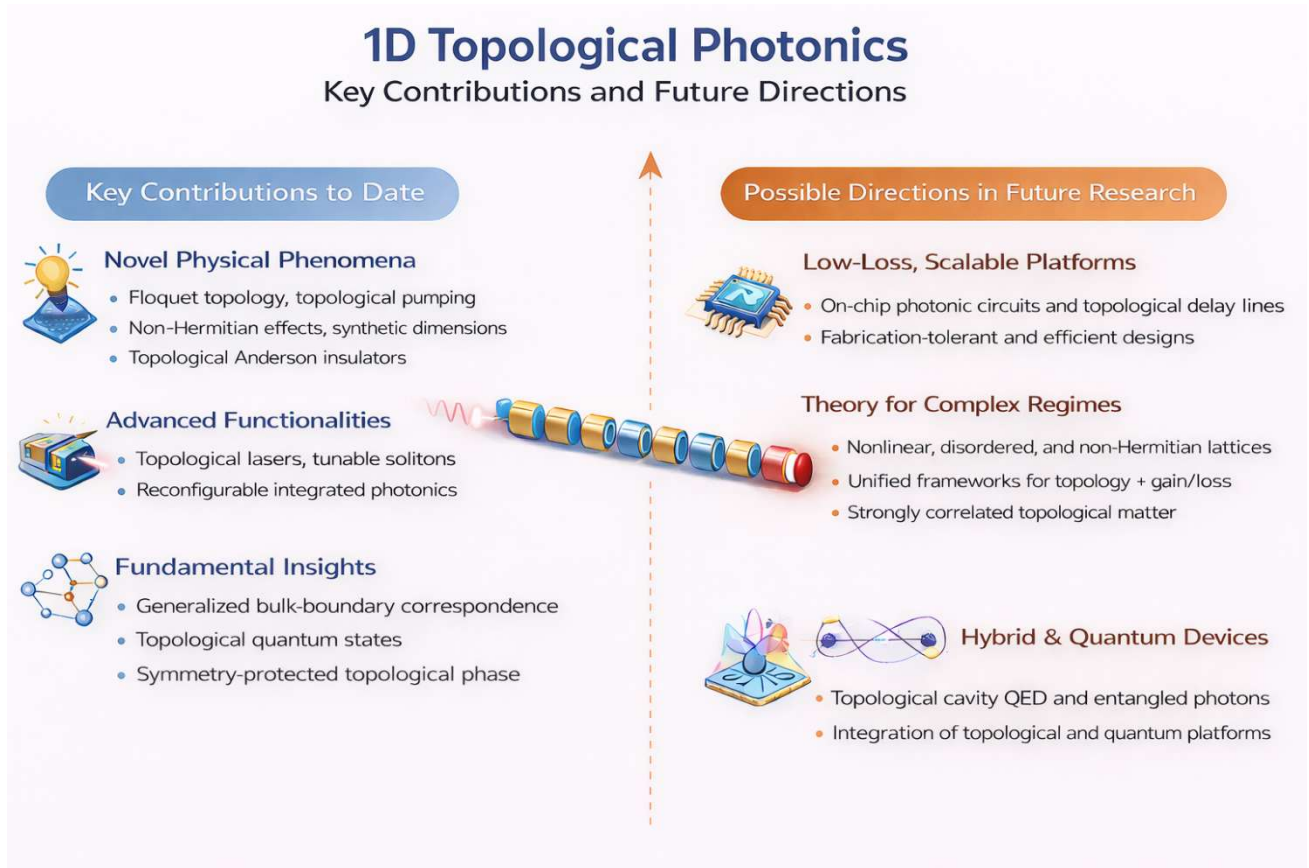 1D Topological Photonics
Key Contributions and Future Directions
Key Contributions to Date
Novel Physical Phenomena
• Floquet topology, topological pumping
• Non-Hermitian effects, synthetic dimensions
• Topological Anderson insulators
Advanced Functionalities
• Topological lasers, tunable solitons
• Reconfigurable integrated photonics
Fundamental Insights
• Generalized bulk-boundary correspondence
• Topological quantum states
• Symmetry-protected topological phase
Possible Directions in Future Research
Low-Loss, Scalable Platforms
• On-chip photonic circuits and topological delay lines
• Fabrication-tolerant and efficient designs
Theory for Complex Regimes
• Nonlinear, disordered, and non-Hermitian lattices
• Unified frameworks for topology + gain/loss
• Strongly correlated topological matter
Hybrid & Quantum Devices
• Topological cavity QED and entangled photons
• Integration of topological and quantum platforms